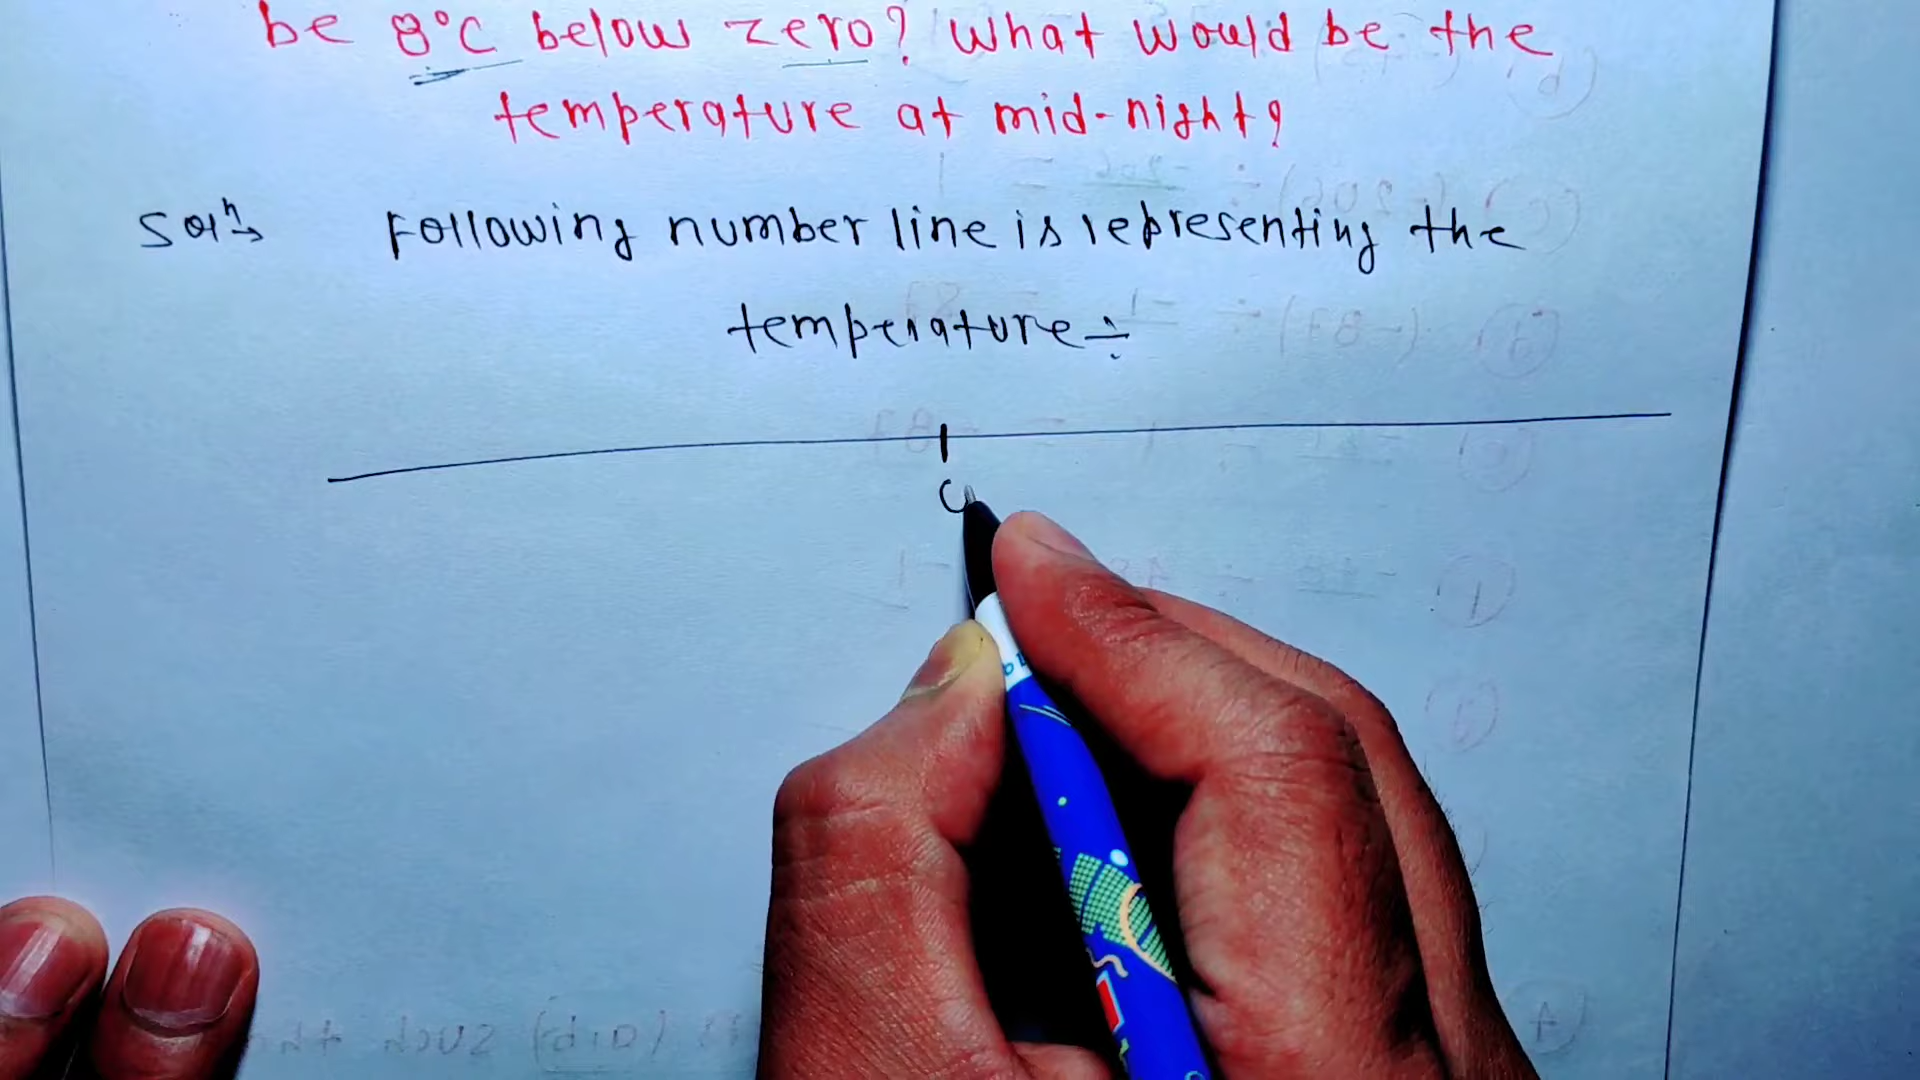 be 8°C below zero? What would be the
temperature at mid-night?
Solⁿ→ Following number line is representing the
temperature ÷
0